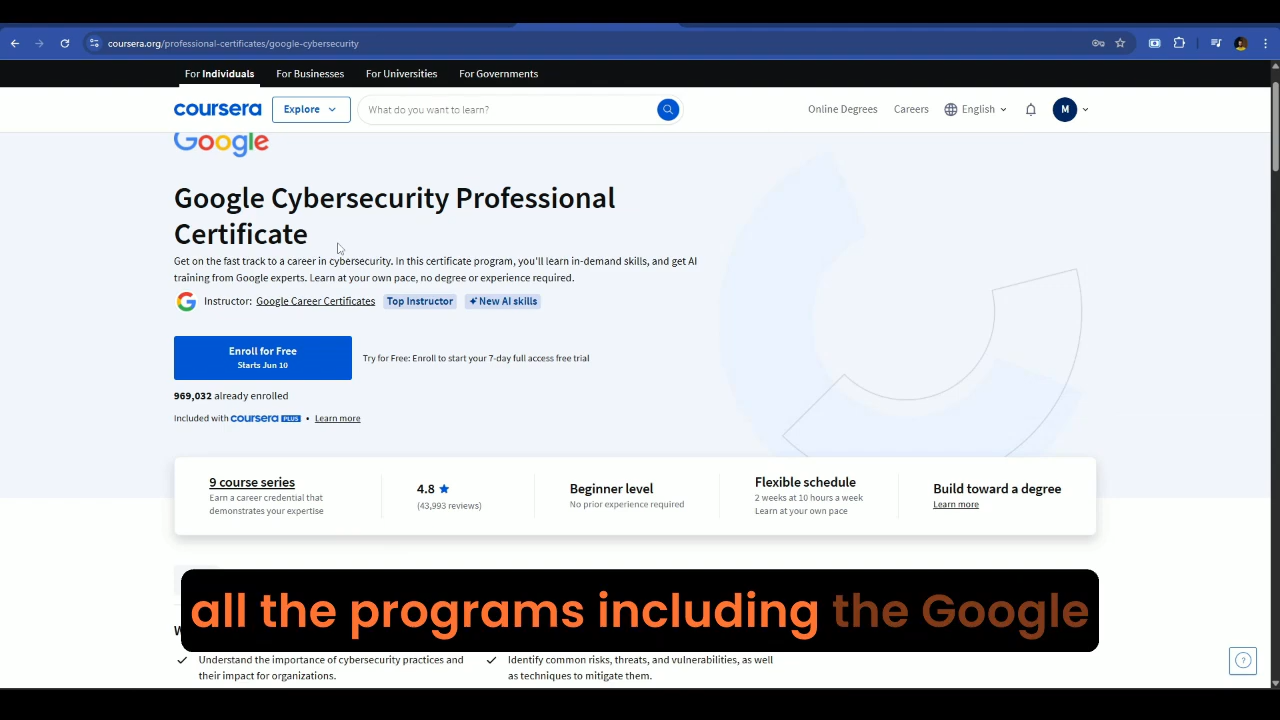 coursera.org/professional-certificates/google-cybersecurity
For Individuals For Businesses For Universities For Governments
coursera Explore What do you want to learn? Online Degrees Careers English M
Google
Google Cybersecurity Professional
Certificate
Get on the fast track to a career in cybersecurity. In this certificate program, you'll learn in-demand skills, and get AI
training from Google experts. Learn at your own pace, no degree or experience required.
G Instructor: Google Career Certificates Top Instructor New AI skills
Enroll for Free
Starts Jun 10
Try for Free: Enroll to start your 7-day full access free trial
969,032 already enrolled
Included with coursera PLUS • Learn more
9 course series
Earn a career credential that
demonstrates your expertise
4.8
(43,993 reviews)
Beginner level
No prior experience required
Flexible schedule
2 weeks at 10 hours a week
Learn at your own pace
Build toward a degree
Learn more
all the programs including the Google
Understand the importance of cybersecurity practices and
their impact for organizations.
Identify common risks, threats, and vulnerabilities, as well
as techniques to mitigate them.